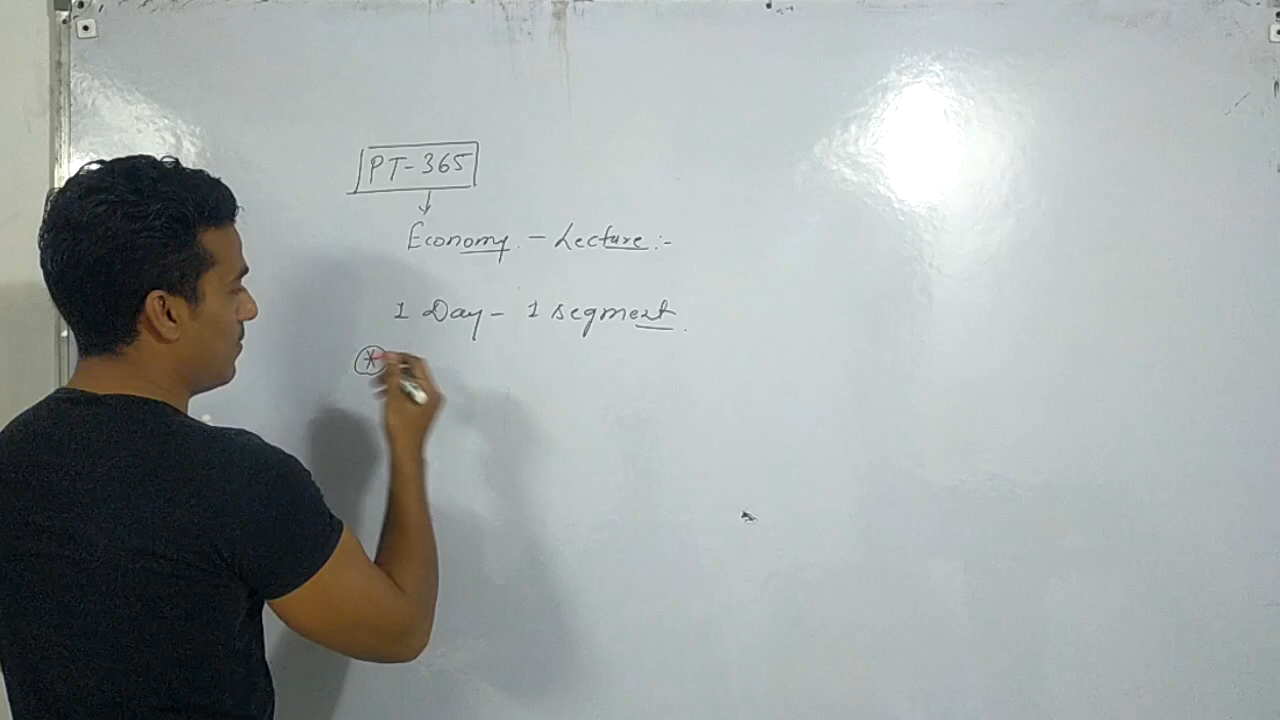 PT-365
Economy. - Lecture:-
1 Day - 1 segment.
*